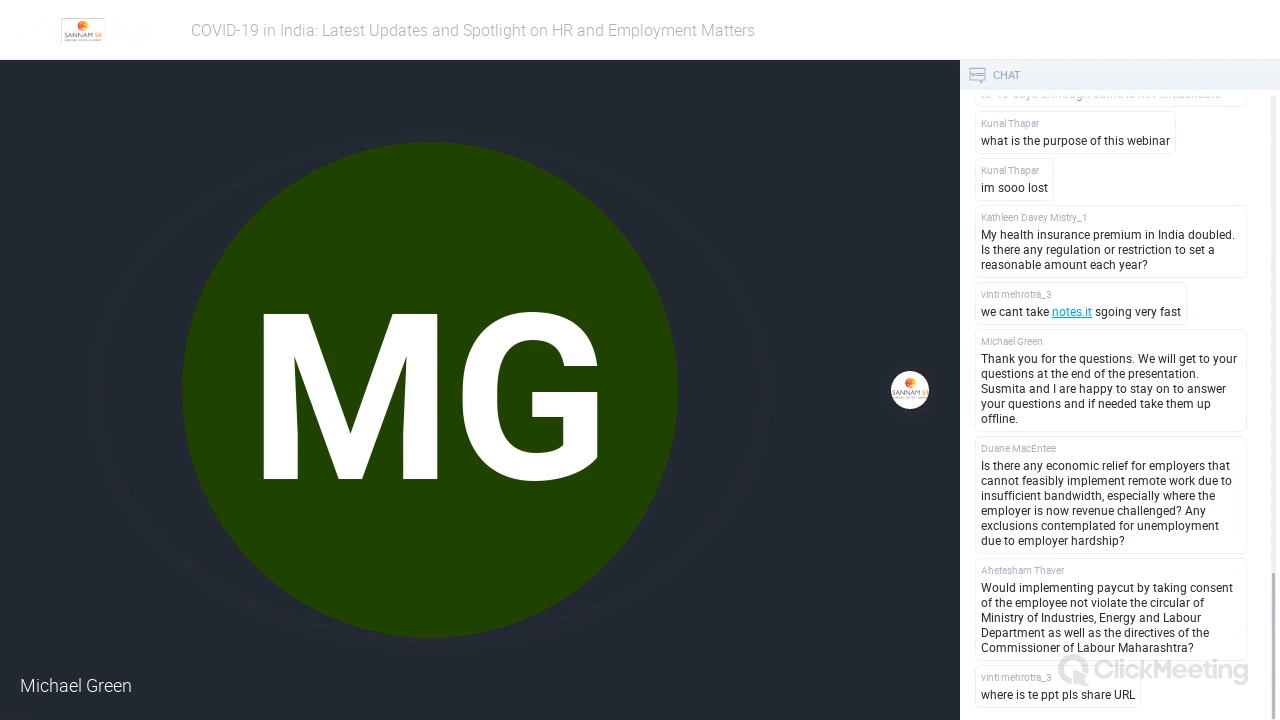 SANNAM S4
COVID-19 in India: Latest Updates and Spotlight on HR and Employment Matters
CHAT
Kunal Thapar
what is the purpose of this webinar
Kunal Thapar
im sooo lost
Kathleen Davey Mistry_1
My health insurance premium in India doubled.
Is there any regulation or restriction to set a
reasonable amount each year?
vinti mehrotra_3
we cant take notes.it sgoing very fast
Michael Green
Thank you for the questions. We will get to your
questions at the end of the presentation.
Susmita and I are happy to stay on to answer
your questions and if needed take them up
offline.
Duane MacEntee
Is there any economic relief for employers that
cannot feasibly implement remote work due to
insufficient bandwidth, especially where the
employer is now revenue challenged? Any
exclusions contemplated for unemployment
due to employer hardship?
Ahetesham Thaver
Would implementing paycut by taking consent
of the employee not violate the circular of
Ministry of Industries, Energy and Labour
Department as well as the directives of the
Commissioner of Labour Maharashtra?
vinti mehrotra_3
where is te ppt pls share URL
ClickMeeting
MG
SANNAM S4
Michael Green